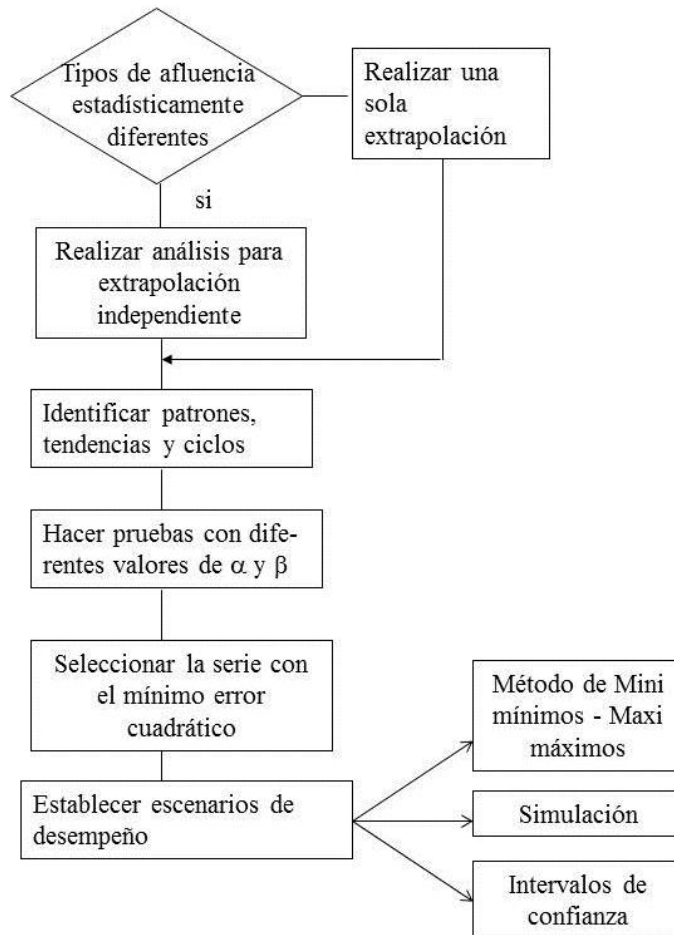 Tipos de afluencia
estadísticamente
diferentes
Realizar una
sola
extrapolación
si
Realizar análisis para
extrapolación
independiente
Identificar patrones,
tendencias y ciclos
Hacer pruebas con dife-
rentes valores de α y β
Seleccionar la serie con
el mínimo error
cuadrático
Establecer escenarios de
desempeño
Método de Mini
mínimos - Maxi
máximos
Simulación
Intervalos de
confianza